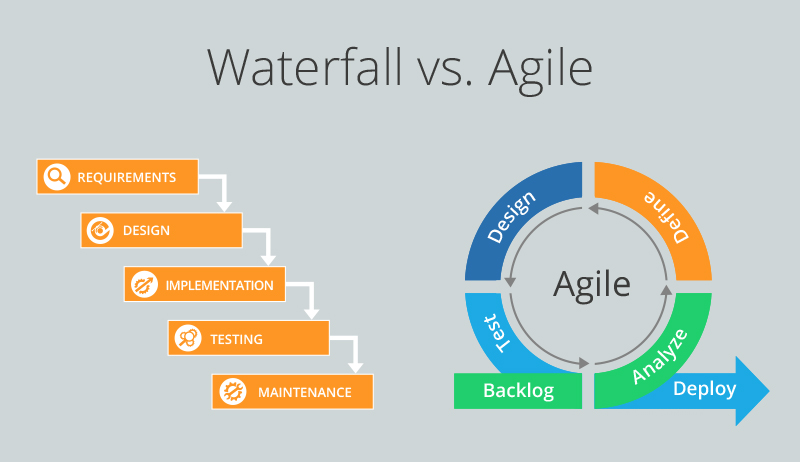 Waterfall vs. Agile
REQUIREMENTS
DESIGN
IMPLEMENTATION
TESTING
MAINTENANCE
Design
Define
Agile
Test
Analyze
Backlog
Deploy